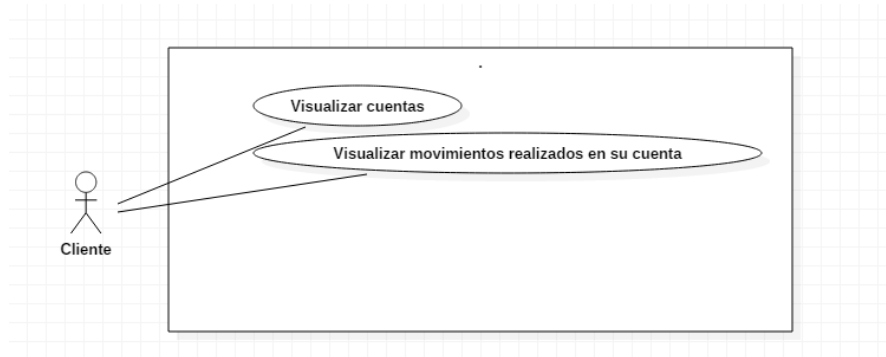 Visualizar cuentas
Visualizar movimientos realizados en su cuenta
Cliente